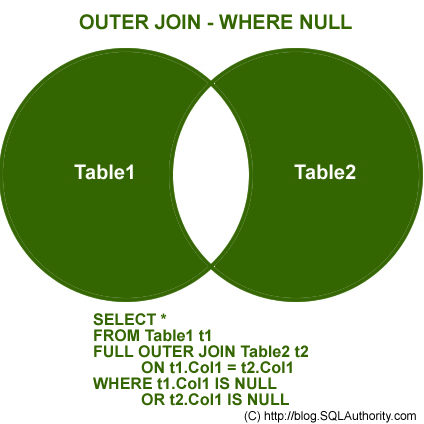 OUTER JOIN - WHERE NULL
Table1 Table2
SELECT *
FROM Table1 t1
FULL OUTER JOIN Table2 t2
ON t1.Col1 = t2.Col1
WHERE t1.Col1 IS NULL
OR t2.Col1 IS NULL
(C) http://blog.SQLAuthority.com